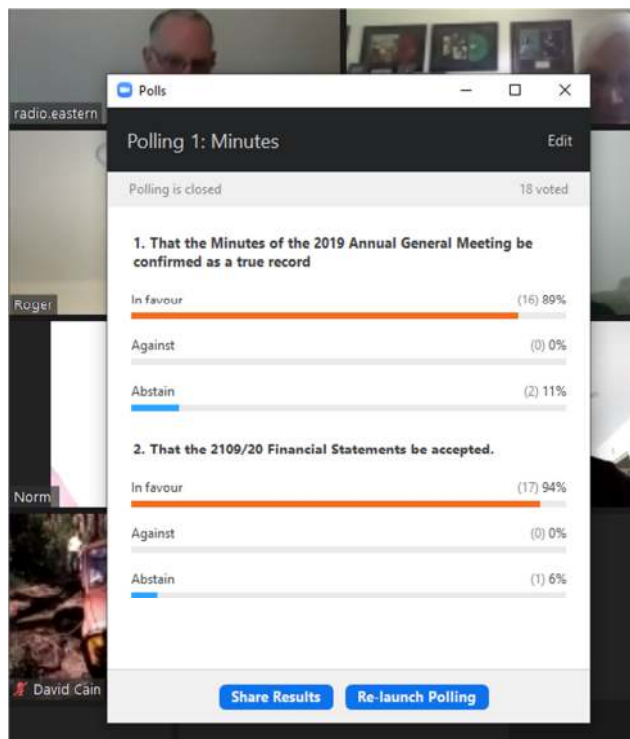 radio.eastern
Polls
Polling 1: Minutes
Edit
Polling is closed
18 voted
1. That the Minutes of the 2019 Annual General Meeting be
confirmed as a true record
In favour
(16) 89%
Against
(0) 0%
Abstain
(2) 11%
2. That the 2109/20 Financial Statements be accepted.
In favour
(17) 94%
Against
(0) 0%
Abstain
(1) 6%
Share Results
Re-launch Polling
Roger
Norm
David Cain